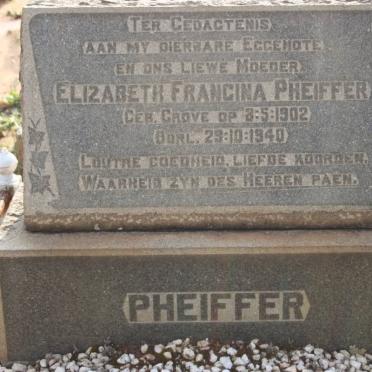 TER GEDACTENIS
AAN MY DIERBARE EGGENOTE
EN ONS LIEWE MOEDER.
ELIZABETH FRANCINA PHEIFFER
GEB. GROVE OP 3:5:1902
OORL. 29:10:1940
LOUTRE GOEDHEID, LIEFDE KOORDEN,
WAARHEID ZYN DES HEEREN PAEN.
PHEIFFER